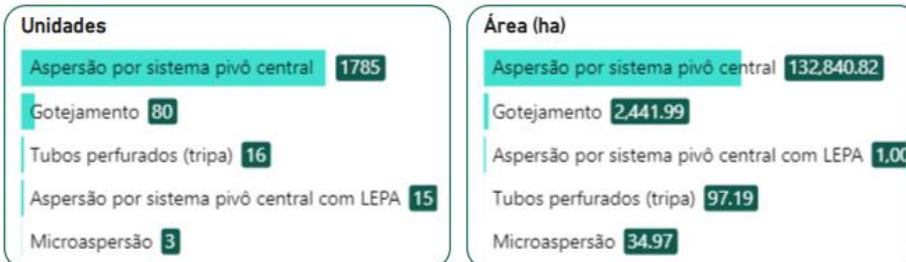 Unidades
Aspersão por sistema pivô central 1785
Gotejamento 80
Tubos perfurados (tripa) 16
Aspersão por sistema pivô central com LEPA 15
Microaspersão 3
Área (ha)
Aspersão por sistema pivô central 132,840.82
Gotejamento 2,441.99
Aspersão por sistema pivô central com LEPA
Tubos perfurados (tripa) 97.19
Microaspersão 34.97